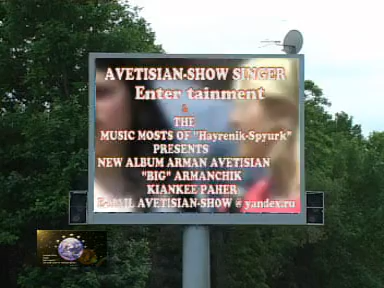 AVETISIAN-SHOW SINGER
Enter tainment
&
THE
MUSIC MOSTS OF "Hayrenik-Spyurk"
PRESENTS
NEW ALBUM ARMAN AVETISIAN
"BIG" ARMANCHIK
KIANKEE PAHER
E-MAIL AVETISIAN-SHOW @ yandex.ru